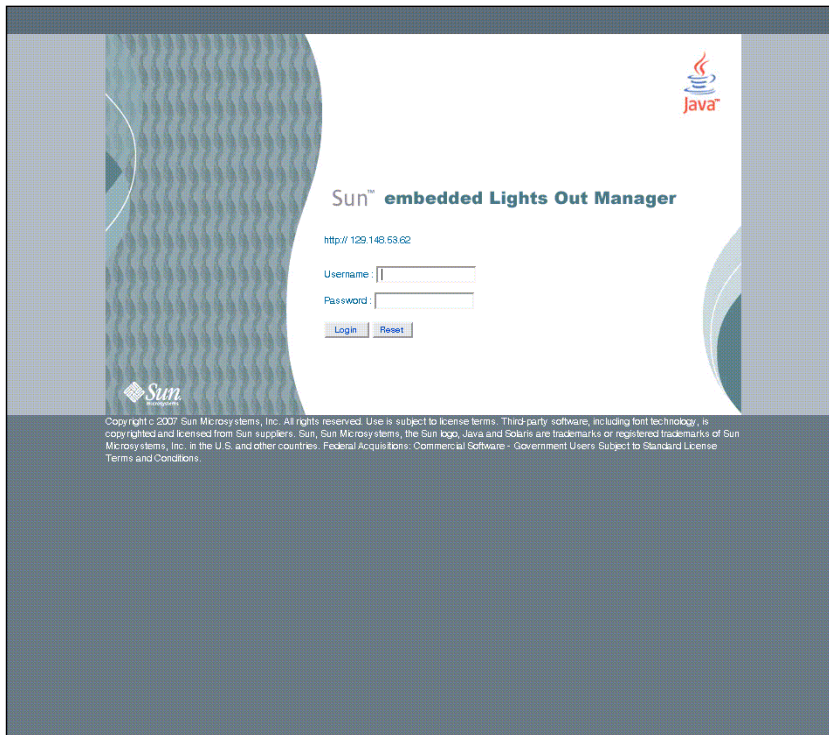 Java™
Sun™ embedded Lights Out Manager
http:// 129.148.53.62
Username :
Password :
Login Reset
Sun
microsystems
Copyright c 2007 Sun Microsystems, Inc. All rights reserved. Use is subject to license terms. Third-party software, including font technology, is
copyrighted and licensed from Sun suppliers. Sun, Sun Microsystems, the Sun logo, Java and Solaris are trademarks or registered trademarks of Sun
Microsystems, Inc. in the U.S. and other countries. Federal Acquisitions: Commercial Software - Government Users Subject to Standard License
Terms and Conditions.